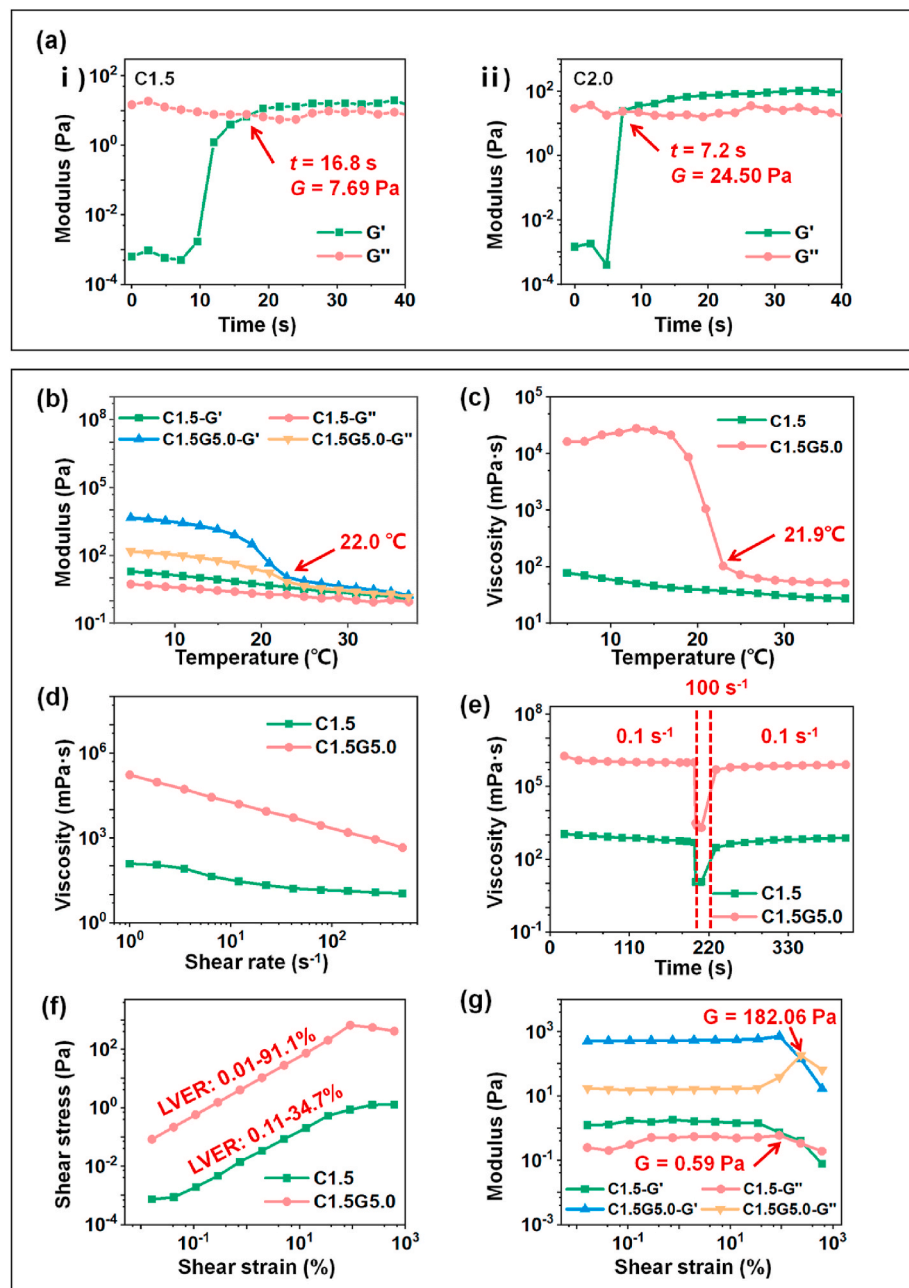 (a)
i)
C1.5
10²
10⁰
10⁻²
10⁻⁴
Modulus (Pa)
t = 16.8 s
G = 7.69 Pa
G'
G''
0 10 20 30 40
Time (s)
ii)
C2.0
10²
10⁰
10⁻²
10⁻⁴
Modulus (Pa)
t = 7.2 s
G = 24.50 Pa
G'
G''
0 10 20 30 40
Time (s)
(b)
C1.5-G' C1.5-G''
C1.5G5.0-G' C1.5G5.0-G''
10⁸
10⁵
10²
10⁻¹
Modulus (Pa)
22.0 ℃
10 20 30
Temperature (℃)
(c)
10⁵
10⁴
10³
10²
10¹
Viscosity (mPa·s)
C1.5
C1.5G5.0
21.9℃
10 20 30
Temperature (℃)
(d)
10⁶
10³
10⁰
Viscosity (mPa·s)
C1.5
C1.5G5.0
10⁰ 10¹ 10²
Shear rate (s⁻¹)
(e)
100 s⁻¹
0.1 s⁻¹ 0.1 s⁻¹
10⁸
10⁵
10²
10⁻¹
Viscosity (mPa·s)
C1.5
C1.5G5.0
0 110 220 330
Time (s)
(f)
10²
10⁰
10⁻²
10⁻⁴
Shear stress (Pa)
LVER: 0.01-91.1%
LVER: 0.11-34.7%
C1.5
C1.5G5.0
10⁻¹ 10¹ 10³
Shear strain (%)
(g)
G = 182.06 Pa
10³
10¹
10⁻¹
10⁻³
Modulus (Pa)
G = 0.59 Pa
C1.5-G' C1.5-G''
C1.5G5.0-G' C1.5G5.0-G''
10⁻¹ 10¹ 10³
Shear strain (%)